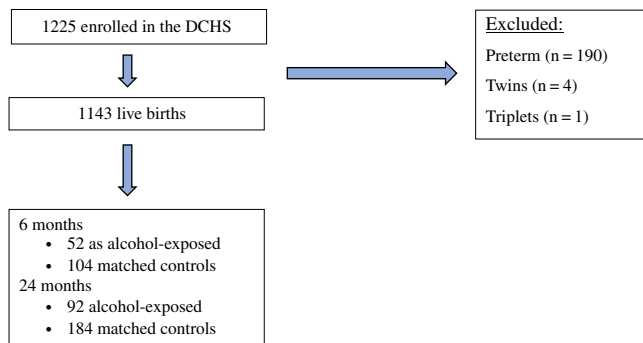 1225 enrolled in the DCHS
1143 live births
6 months
• 52 as alcohol-exposed
• 104 matched controls
24 months
• 92 alcohol-exposed
• 184 matched controls
Excluded:
Preterm (n = 190)
Twins (n = 4)
Triplets (n = 1)